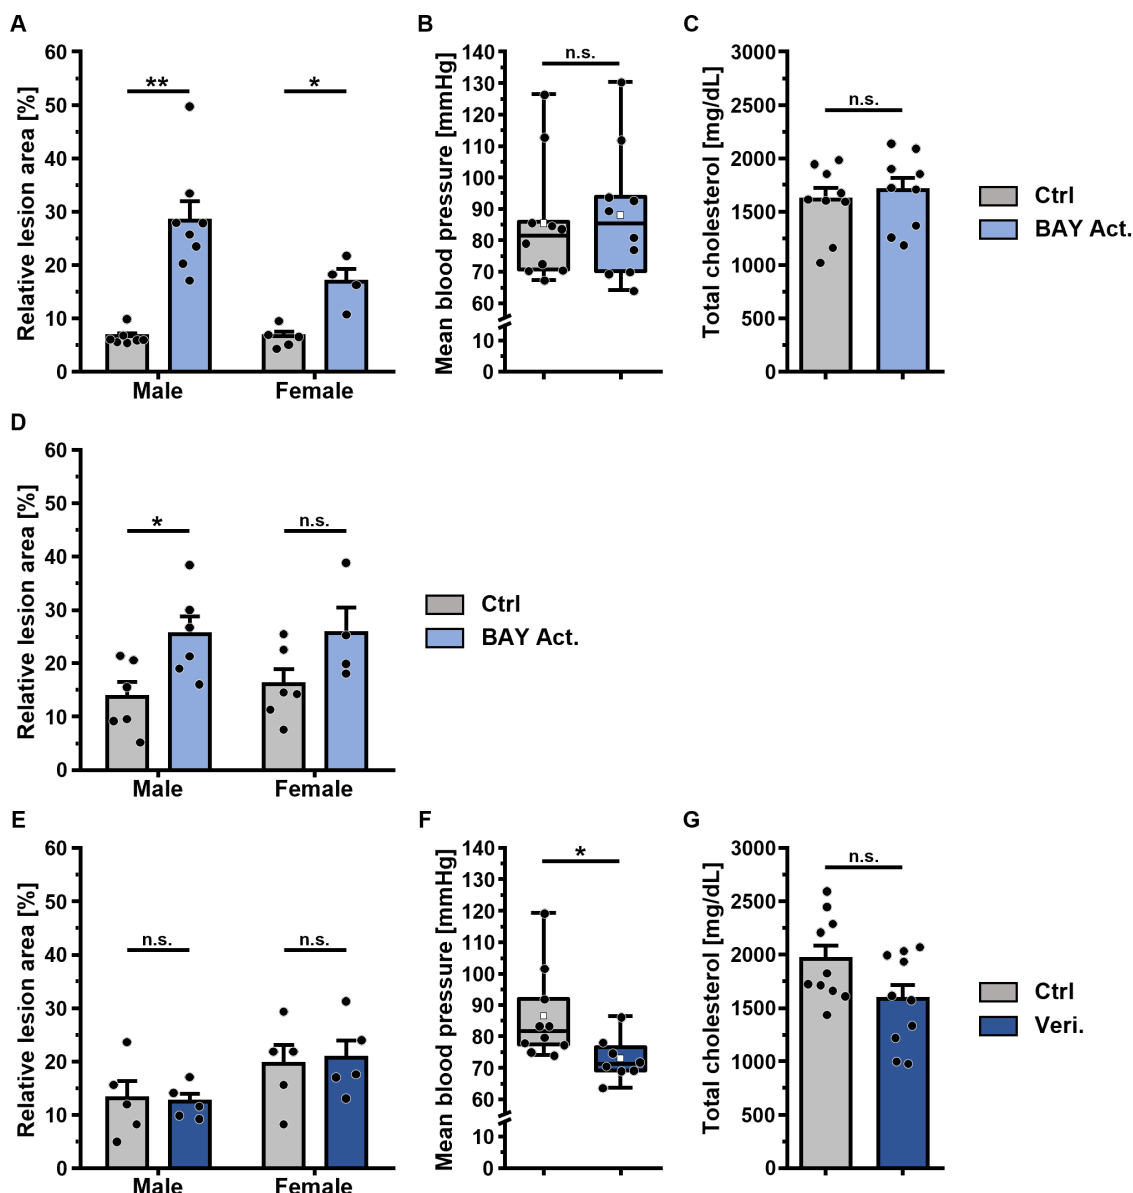 A
Relative lesion area [%]
60
50
40
30
20
10
0
**
*
Male
Female
B
Mean blood pressure [mmHg]
140
130
120
110
100
90
80
70
60
10
0
n.s.
C
Total cholesterol [mg/dL]
3000
2500
2000
1500
1000
500
0
n.s.
Ctrl
BAY Act.
D
Relative lesion area [%]
60
50
40
30
20
10
0
*
n.s.
Male
Female
Ctrl
BAY Act.
E
Relative lesion area [%]
60
50
40
30
20
10
0
n.s.
n.s.
Male
Female
F
Mean blood pressure [mmHg]
140
130
120
110
100
90
80
70
60
10
0
*
G
Total cholesterol [mg/dL]
3000
2500
2000
1500
1000
500
0
n.s.
Ctrl
Veri.